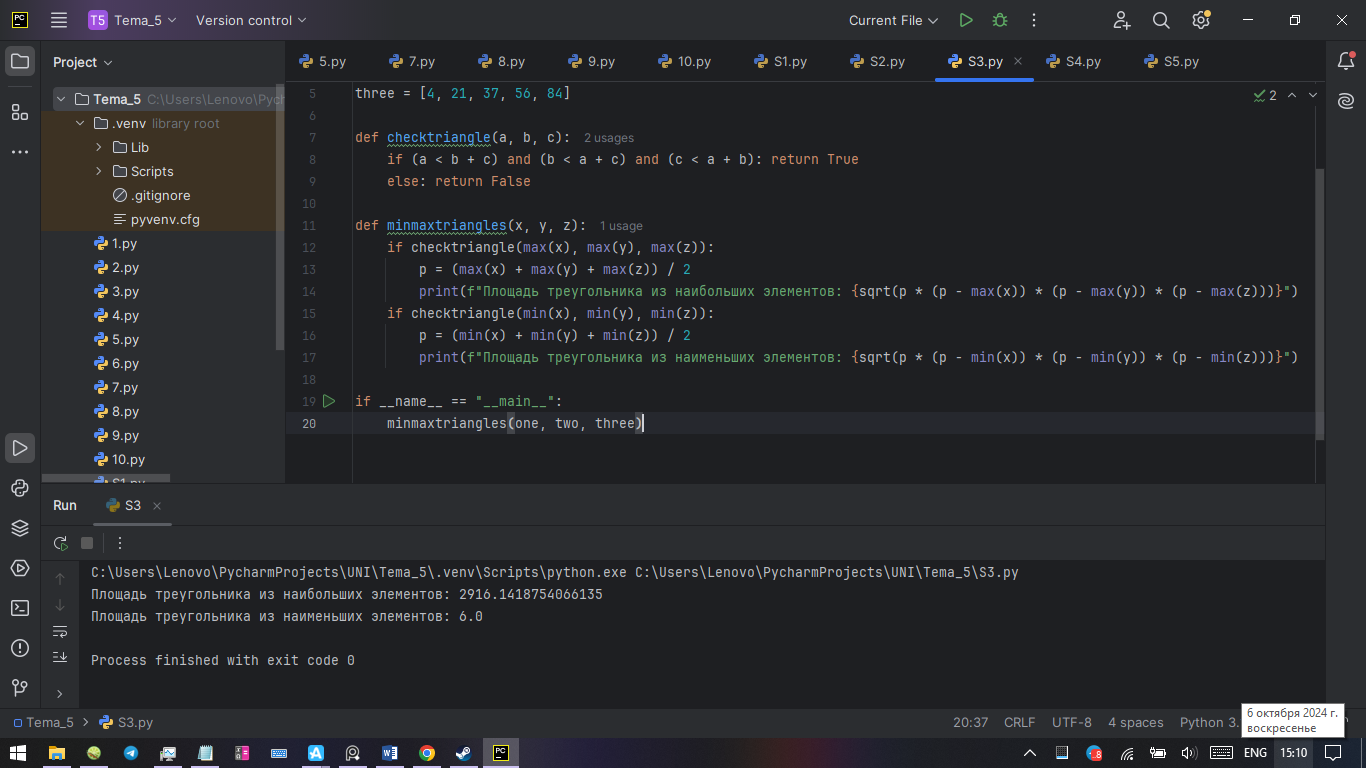 PC
T5 Tema_5 Version control Current File
Project
5.py 7.py 8.py 9.py 10.py S1.py S2.py S3.py S4.py S5.py
Tema_5 C:\Users\Lenovo\Pych
.venv library root
Lib
Scripts
.gitignore
pyvenv.cfg
1.py
2.py
3.py
4.py
5.py
6.py
7.py
8.py
9.py
10.py
S1.py
2
5 three = [4, 21, 37, 56, 84]
6
7 def checktriangle(a, b, c): 2 usages
8 if (a < b + c) and (b < a + c) and (c < a + b): return True
9 else: return False
10
11 def minmaxtriangles(x, y, z): 1 usage
12 if checktriangle(max(x), max(y), max(z)):
13 p = (max(x) + max(y) + max(z)) / 2
14 print(f"Площадь треугольника из наибольших элементов: {sqrt(p * (p - max(x)) * (p - max(y)) * (p - max(z)))}")
15 if checktriangle(min(x), min(y), min(z)):
16 p = (min(x) + min(y) + min(z)) / 2
17 print(f"Площадь треугольника из наименьших элементов: {sqrt(p * (p - min(x)) * (p - min(y)) * (p - min(z)))}")
18
19 if __name__ == "__main__":
20 minmaxtriangles(one, two, three)
Run S3
C:\Users\Lenovo\PycharmProjects\UNI\Tema_5\.venv\Scripts\python.exe C:\Users\Lenovo\PycharmProjects\UNI\Tema_5\S3.py
Площадь треугольника из наибольших элементов: 2916.1418754066135
Площадь треугольника из наименьших элементов: 6.0
Process finished with exit code 0
Tema_5 S3.py 20:37 CRLF UTF-8 4 spaces Python 3.
6 октября 2024 г.
воскресенье
ENG 15:10